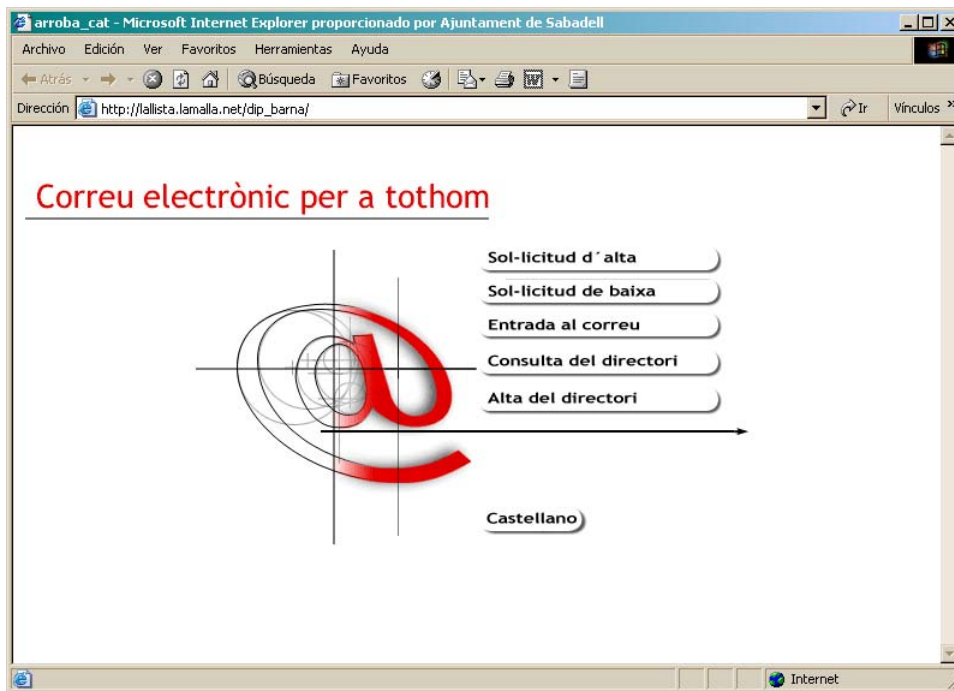 arroba_cat - Microsoft Internet Explorer proporcionado por Ajuntament de Sabadell
Archivo Edición Ver Favoritos Herramientas Ayuda
Atrás Búsqueda Favoritos
Dirección http://lallista.lamalla.net/dip_barna/ Ir Vínculos »
Correu electrònic per a tothom
Sol-licitud d´alta
Sol-licitud de baixa
Entrada al correu
Consulta del directori
Alta del directori
Castellano
Internet